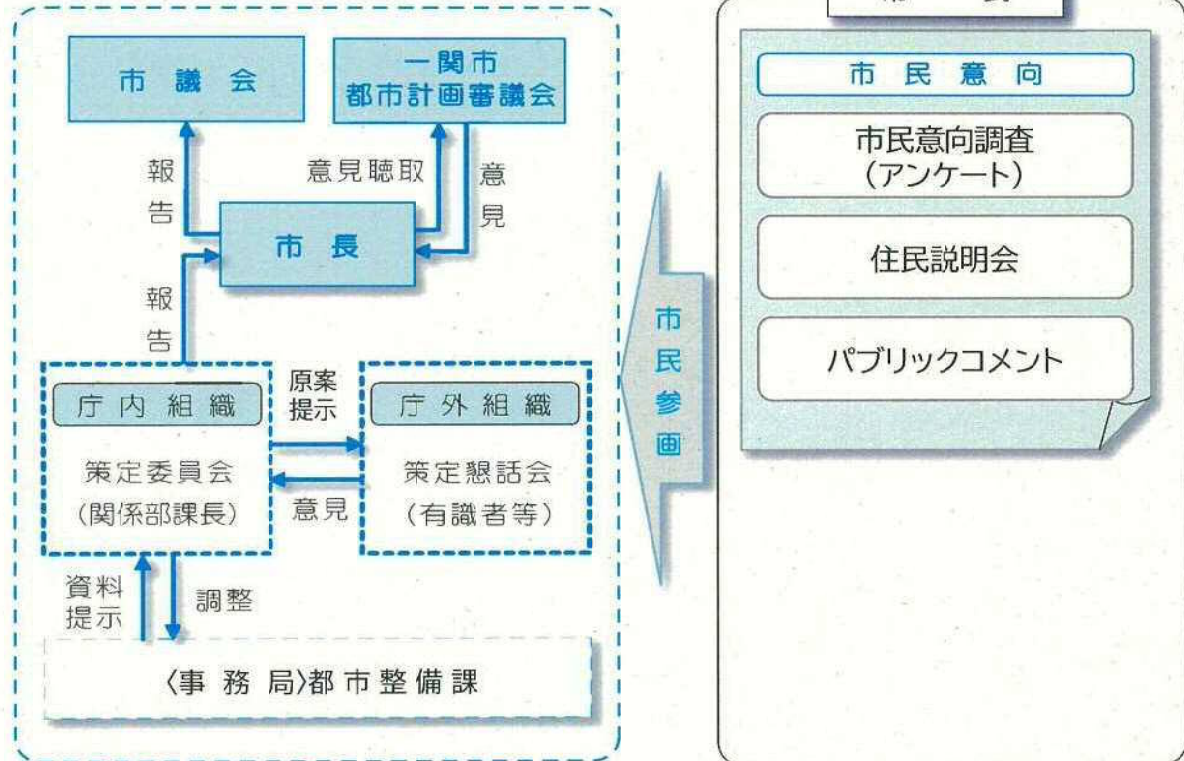 市議会
一関市
都市計画審議会
報告
意見聴取
意見
市長
報告
庁内組織
策定委員会
(関係部課長)
原案
提示
意見
庁外組織
策定懇話会
(有識者等)
資料
提示
調整
〈事務局〉都市整備課
市民参画
市民意向
市民意向調査
(アンケート)
住民説明会
パブリックコメント